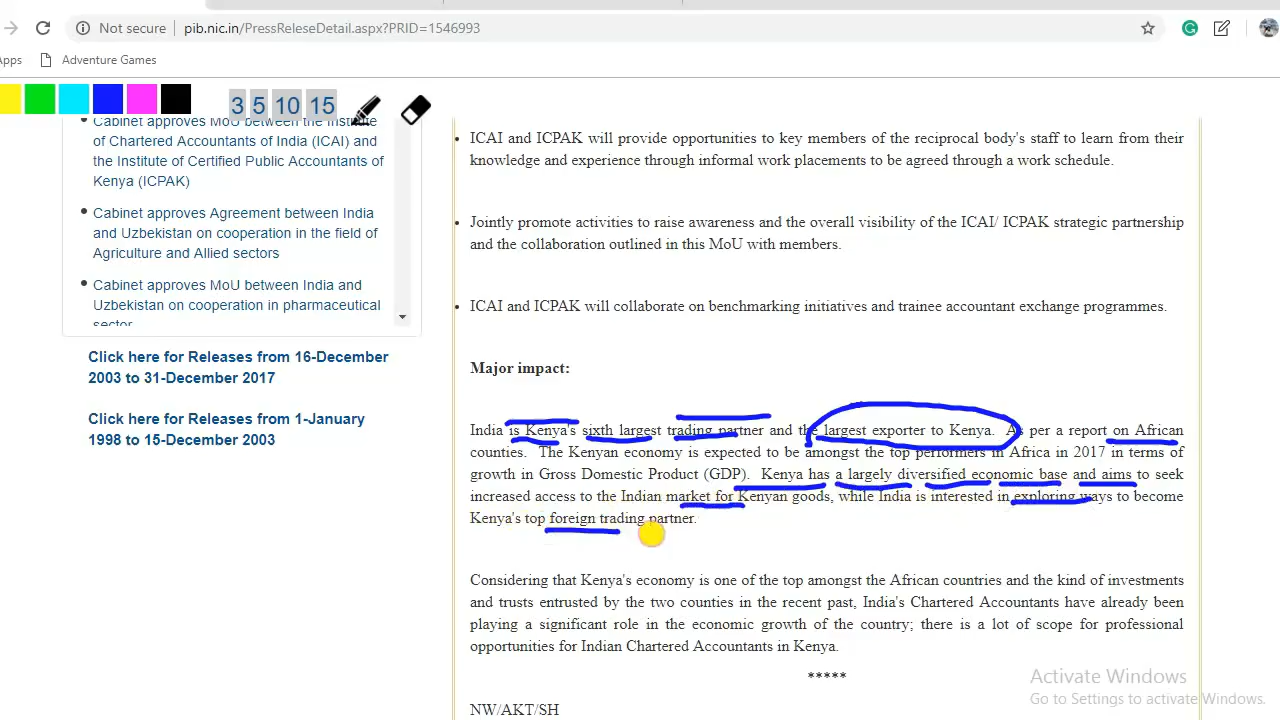 Not secure
pib.nic.in/PressReleseDetail.aspx?PRID=1546993
Apps
Adventure Games
3 5 10 15
Cabinet approves MoU between the Institute
of Chartered Accountants of India (ICAI) and
the Institute of Certified Public Accountants of
Kenya (ICPAK)
Cabinet approves Agreement between India
and Uzbekistan on cooperation in the field of
Agriculture and Allied sectors
Cabinet approves MoU between India and
Uzbekistan on cooperation in pharmaceutical
sector
Click here for Releases from 16-December
2003 to 31-December 2017
Click here for Releases from 1-January
1998 to 15-December 2003
ICAI and ICPAK will provide opportunities to key members of the reciprocal body's staff to learn from their
knowledge and experience through informal work placements to be agreed through a work schedule.
Jointly promote activities to raise awareness and the overall visibility of the ICAI/ ICPAK strategic partnership
and the collaboration outlined in this MoU with members.
ICAI and ICPAK will collaborate on benchmarking initiatives and trainee accountant exchange programmes.
Major impact:
India is Kenya's sixth largest trading partner and the largest exporter to Kenya. As per a report on African
counties. The Kenyan economy is expected to be amongst the top performers in Africa in 2017 in terms of
growth in Gross Domestic Product (GDP). Kenya has a largely diversified economic base and aims to seek
increased access to the Indian market for Kenyan goods, while India is interested in exploring ways to become
Kenya's top foreign trading partner.
Considering that Kenya's economy is one of the top amongst the African countries and the kind of investments
and trusts entrusted by the two counties in the recent past, India's Chartered Accountants have already been
playing a significant role in the economic growth of the country; there is a lot of scope for professional
opportunities for Indian Chartered Accountants in Kenya.
*****
NW/AKT/SH
Activate Windows
Go to Settings to activate Windows.